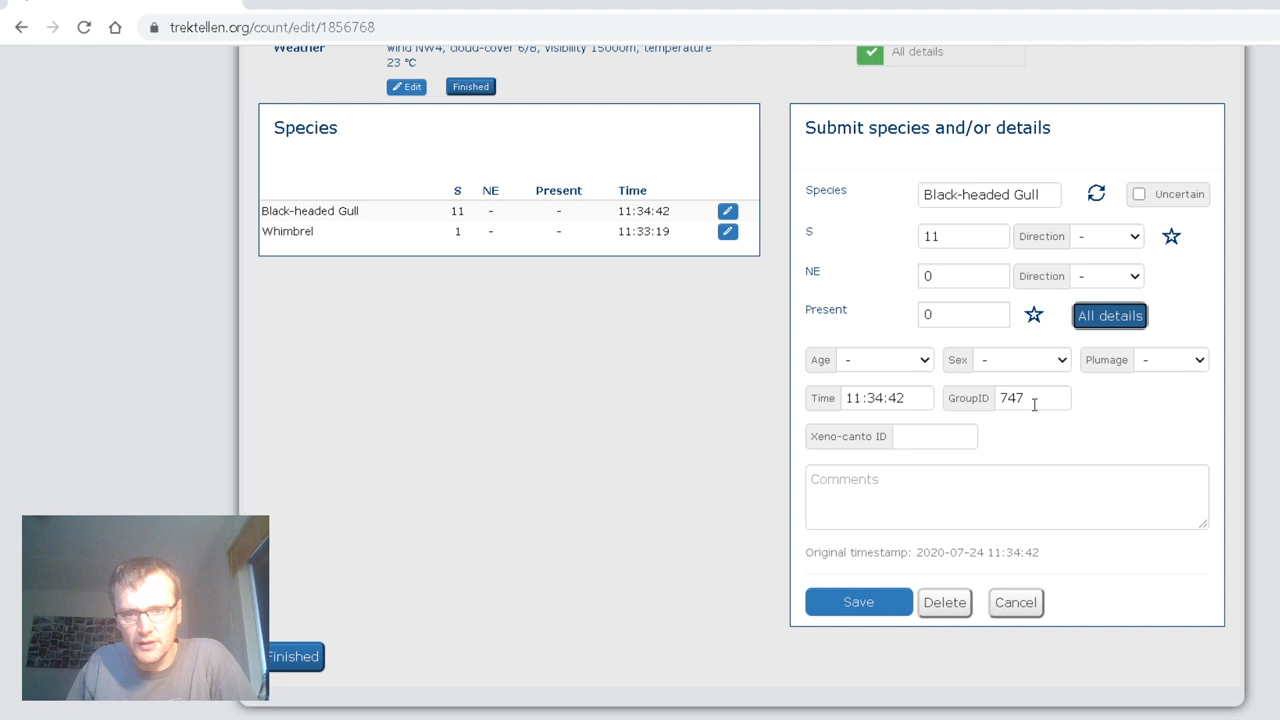 trektellen.org/count/edit/1856768
Weather
wind NW4, cloud-cover 6/8, visibility 15000m, temperature
23 ℃
All details
Edit
Finished
Species
S NE Present Time
Black-headed Gull 11 - - 11:34:42
Whimbrel 1 - - 11:33:19
Submit species and/or details
Species Black-headed Gull Uncertain
S 11 Direction -
NE 0 Direction -
Present 0 All details
Age - Sex - Plumage -
Time 11:34:42 GroupID 747
Xeno-canto ID
Comments
Original timestamp: 2020-07-24 11:34:42
Save Delete Cancel
Finished